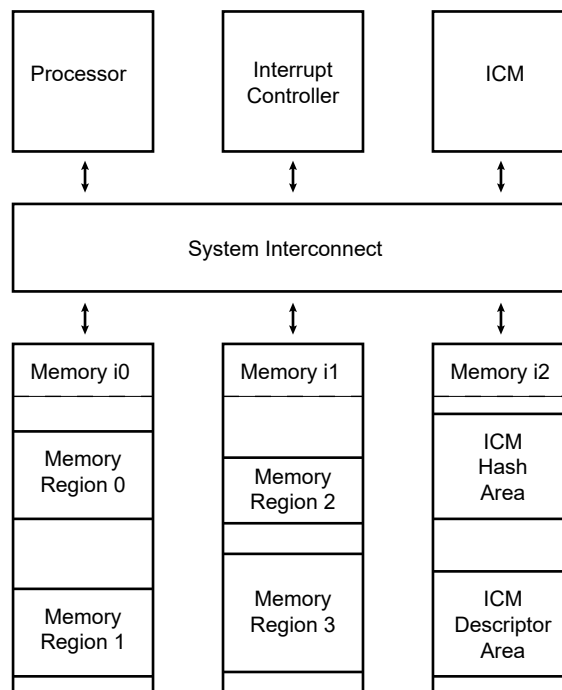 Processor
Interrupt
Controller
ICM
System Interconnect
Memory i0
Memory i1
Memory i2
Memory
Region 0
Memory
Region 2
ICM
Hash
Area
Memory
Region 1
Memory
Region 3
ICM
Descriptor
Area